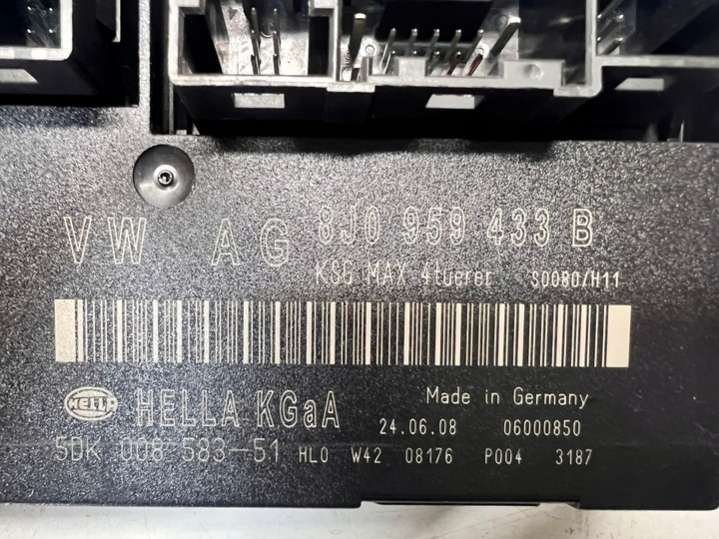 VW AG 8J0 959 433 B
KSG MAX 4tuerer S0080/H11
HELLA
HELLA KGaA Made in Germany
24.06.08 06000850
5DK 008 583-51 HL0 W42 08176 P004 3187